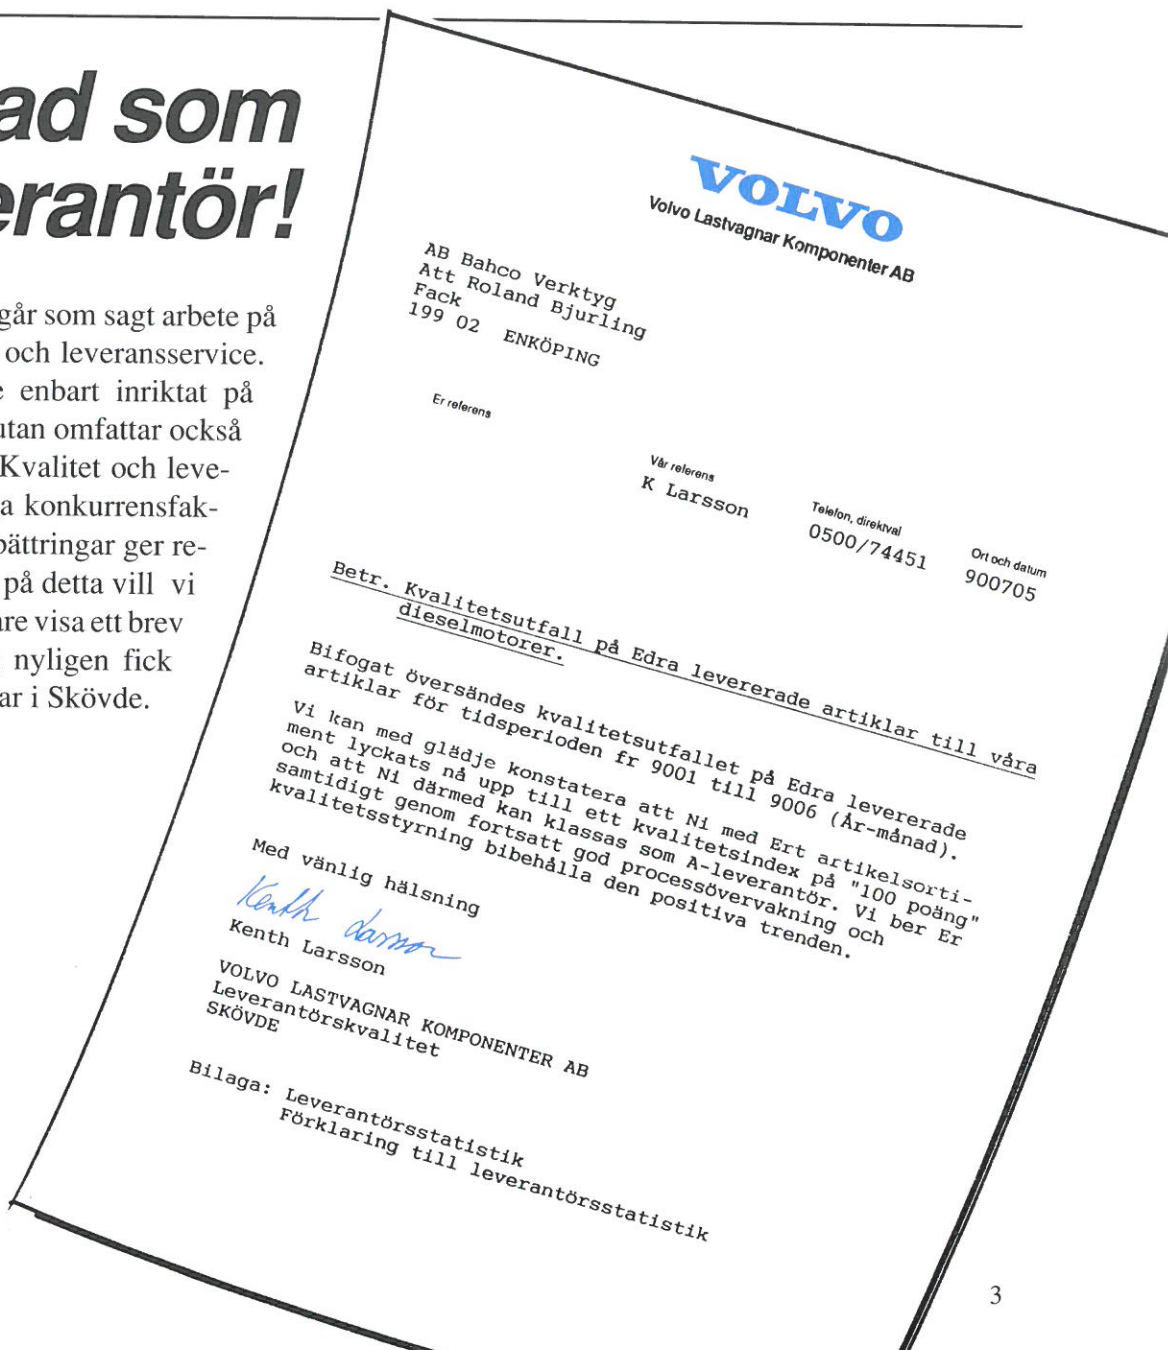 ad som
erantör!
går som sagt arbete på
och leveransservice.
enbart inriktat på
utan omfattar också
Kvalitet och leve-
a konkurrensfak-
bättringar ger re-
på detta vill vi
are visa ett brev
nyligen fick
ar i Skövde.
VOLVO
Volvo Lastvagnar Komponenter AB
AB Bahco Verktyg
Att Roland Bjurling
Fack
199 02 ENKÖPING
Er referens
Vår referens
K Larsson
Telefon, direktval
0500/74451
Ort och datum
900705
Betr. Kvalitetsutfall på Edra levererade artiklar till våra
dieselmotorer.
Bifogat översändes kvalitetsutfallet på Edra levererade
artiklar för tidsperioden fr 9001 till 9006 (År-månad).
Vi kan med glädje konstatera att Ni med Ert artikelsorti-
ment lyckats nå upp till ett kvalitetsindex på "100 poäng"
och att Ni därmed kan klassas som A-leverantör. Vi ber Er
samtidigt genom fortsatt god processövervakning och
kvalitetsstyrning bibehålla den positiva trenden.
Med vänlig hälsning
Kenth Larsson
Kenth Larsson
VOLVO LASTVAGNAR KOMPONENTER AB
Leverantörskvalitet
SKÖVDE
Bilaga: Leverantörsstatistik
Förklaring till leverantörsstatistik
3